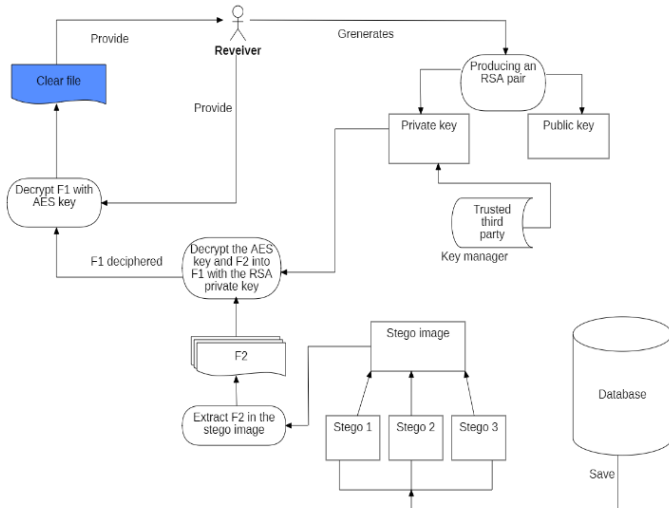 Provide
Reveiver
Grenerates
Clear file
Provide
Producing an
RSA pair
Private key
Public key
Decrypt F1 with
AES key
Trusted
third
party
Key manager
F1 deciphered
Decrypt the AES
key and F2 into
F1 with the RSA
private key
F2
Stego image
Extract F2 in the
stego image
Stego 1
Stego 2
Stego 3
Database
Save